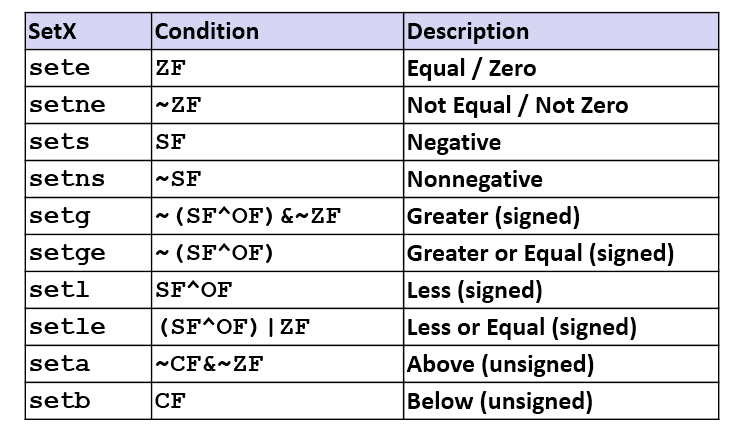 SetX Condition Description
sete ZF Equal / Zero
setne ~ZF Not Equal / Not Zero
sets SF Negative
setns ~SF Nonnegative
setg ~(SF^OF)&~ZF Greater (signed)
setge ~(SF^OF) Greater or Equal (signed)
setl SF^OF Less (signed)
setle (SF^OF)|ZF Less or Equal (signed)
seta ~CF&~ZF Above (unsigned)
setb CF Below (unsigned)